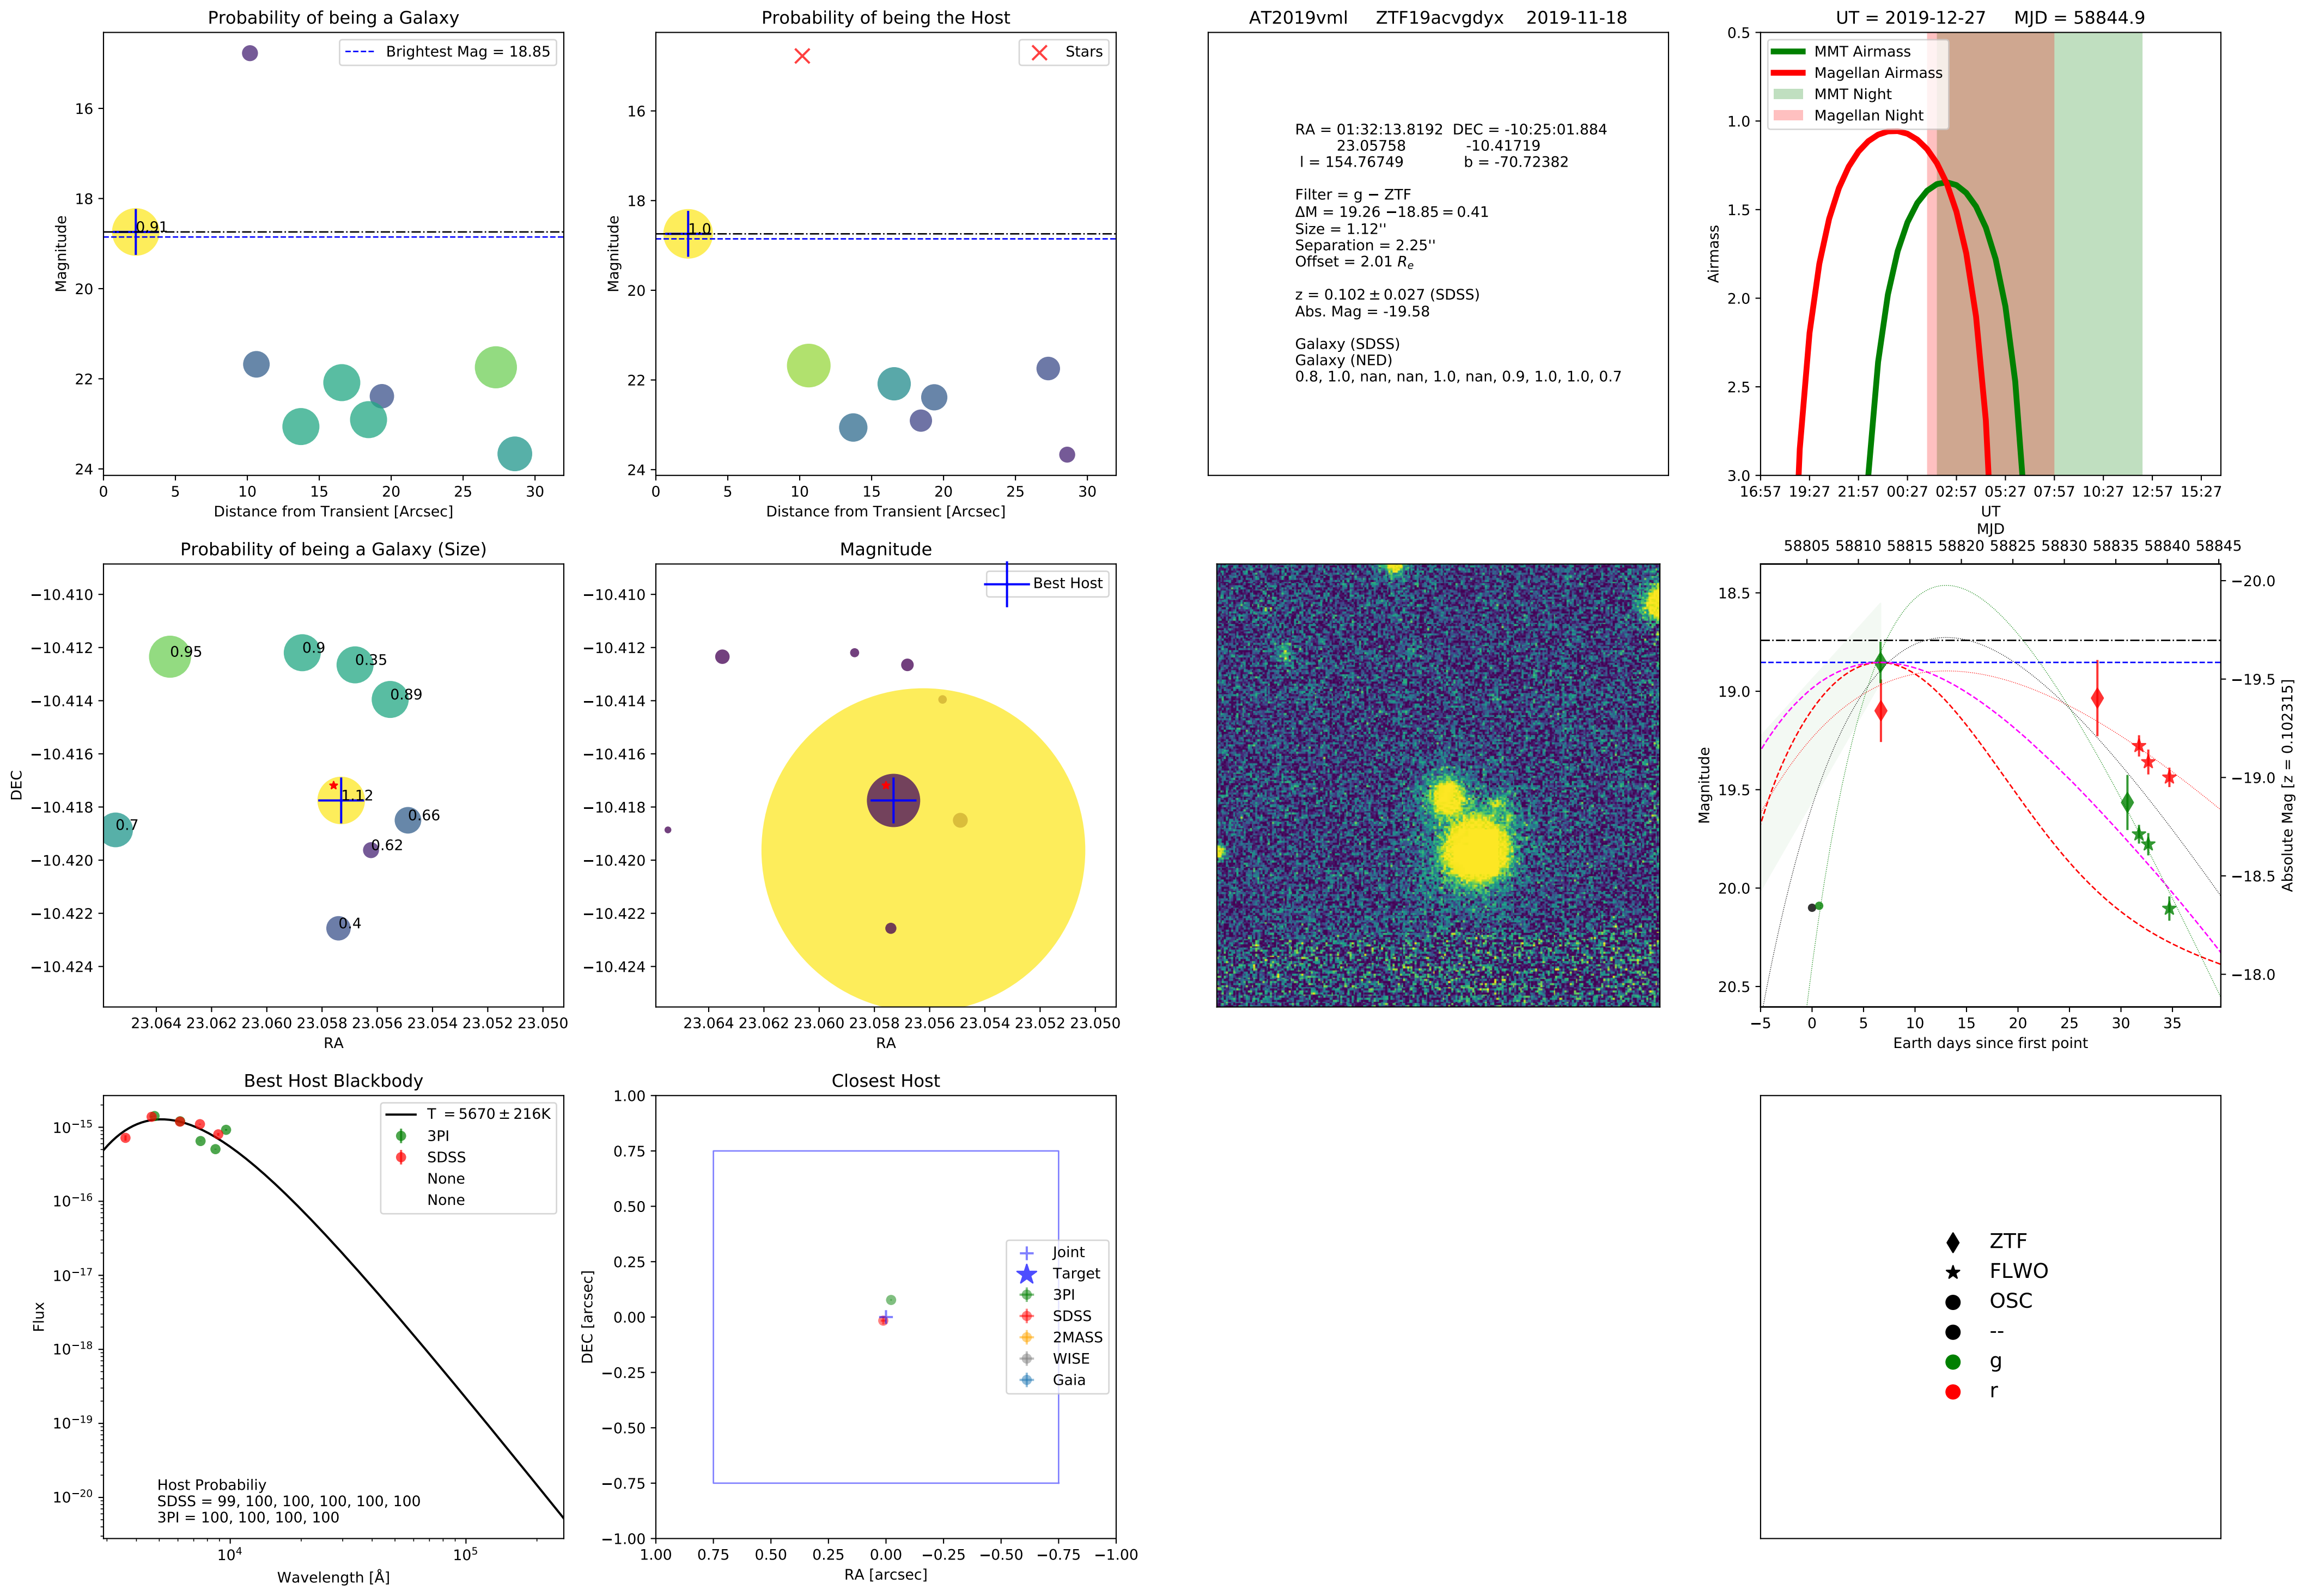 Probability of being a Galaxy
Brightest Mag = 18.85
0.91
16
18
20
22
24
Magnitude
0 5 10 15 20 25 30
Distance from Transient [Arcsec]
Probability of being the Host
Stars
1.0
16
18
20
22
24
Magnitude
0 5 10 15 20 25 30
Distance from Transient [Arcsec]
AT2019vml ZTF19acvgdyx 2019-11-18
RA = 01:32:13.8192 DEC = -10:25:01.884
23.05758 -10.41719
l = 154.76749 b = -70.72382
Filter = g − ZTF
ΔM = 19.26 −18.85 = 0.41
Size = 1.12''
Separation = 2.25''
Offset = 2.01 Re
z = 0.102 ± 0.027 (SDSS)
Abs. Mag = -19.58
Galaxy (SDSS)
Galaxy (NED)
0.8, 1.0, nan, nan, 1.0, nan, 0.9, 1.0, 1.0, 0.7
UT = 2019-12-27 MJD = 58844.9
MMT Airmass
Magellan Airmass
MMT Night
Magellan Night
0.5
1.0
1.5
2.0
2.5
3.0
Airmass
16:57 19:27 21:57 00:27 02:57 05:27 07:57 10:27 12:57 15:27
UT
Probability of being a Galaxy (Size)
0.95
0.9
0.35
0.89
1.12
0.7
0.66
0.62
0.4
−10.410
−10.412
−10.414
−10.416
−10.418
−10.420
−10.422
−10.424
DEC
23.064 23.062 23.060 23.058 23.056 23.054 23.052 23.050
RA
Magnitude
Best Host
−10.410
−10.412
−10.414
−10.416
−10.418
−10.420
−10.422
−10.424
23.064 23.062 23.060 23.058 23.056 23.054 23.052 23.050
RA
MJD
58805 58810 58815 58820 58825 58830 58835 58840 58845
18.5
19.0
19.5
20.0
20.5
Magnitude
−20.0
−19.5
−19.0
−18.5
−18.0
Absolute Mag [z = 0.102315]
−5 0 5 10 15 20 25 30 35
Earth days since first point
Best Host Blackbody
T = 5670 ± 216K
3PI
SDSS
None
None
10−15
10−16
10−17
10−18
10−19
10−20
Flux
Host Probabiliy
SDSS = 99, 100, 100, 100, 100, 100
3PI = 100, 100, 100, 100
104 105
Wavelength [Å]
Closest Host
Joint
Target
3PI
SDSS
2MASS
WISE
Gaia
1.00
0.75
0.50
0.25
0.00
−0.25
−0.50
−0.75
−1.00
DEC [arcsec]
1.00 0.75 0.50 0.25 0.00 −0.25 −0.50 −0.75 −1.00
RA [arcsec]
ZTF
FLWO
OSC
--
g
r